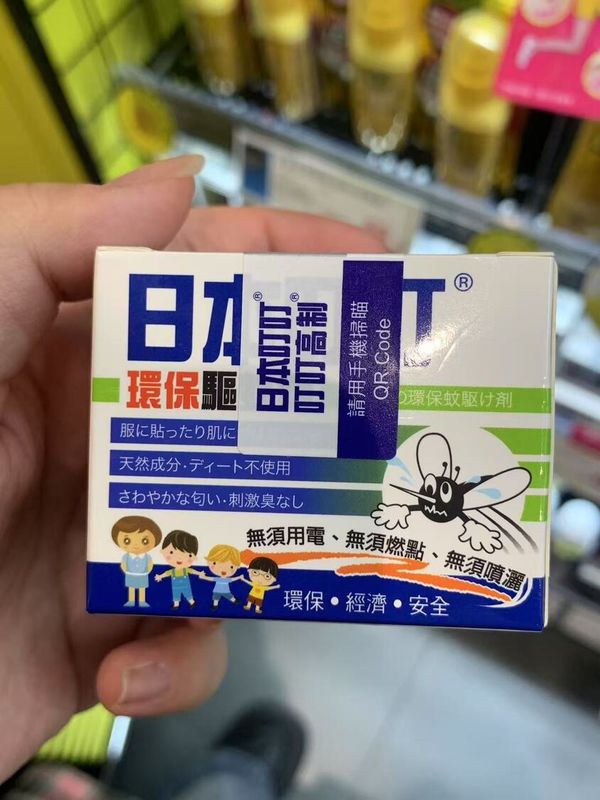 日本叮叮®
叮叮高制®
請用手機掃瞄
QR Code
日本 叮®
環保驅
の環保蚊駆け剤
服に貼ったり肌に
天然成分·ディート不使用
さわやかな匂い·刺激臭なし
無須用電、無須燃點、無須噴灑
環保•經濟•安全